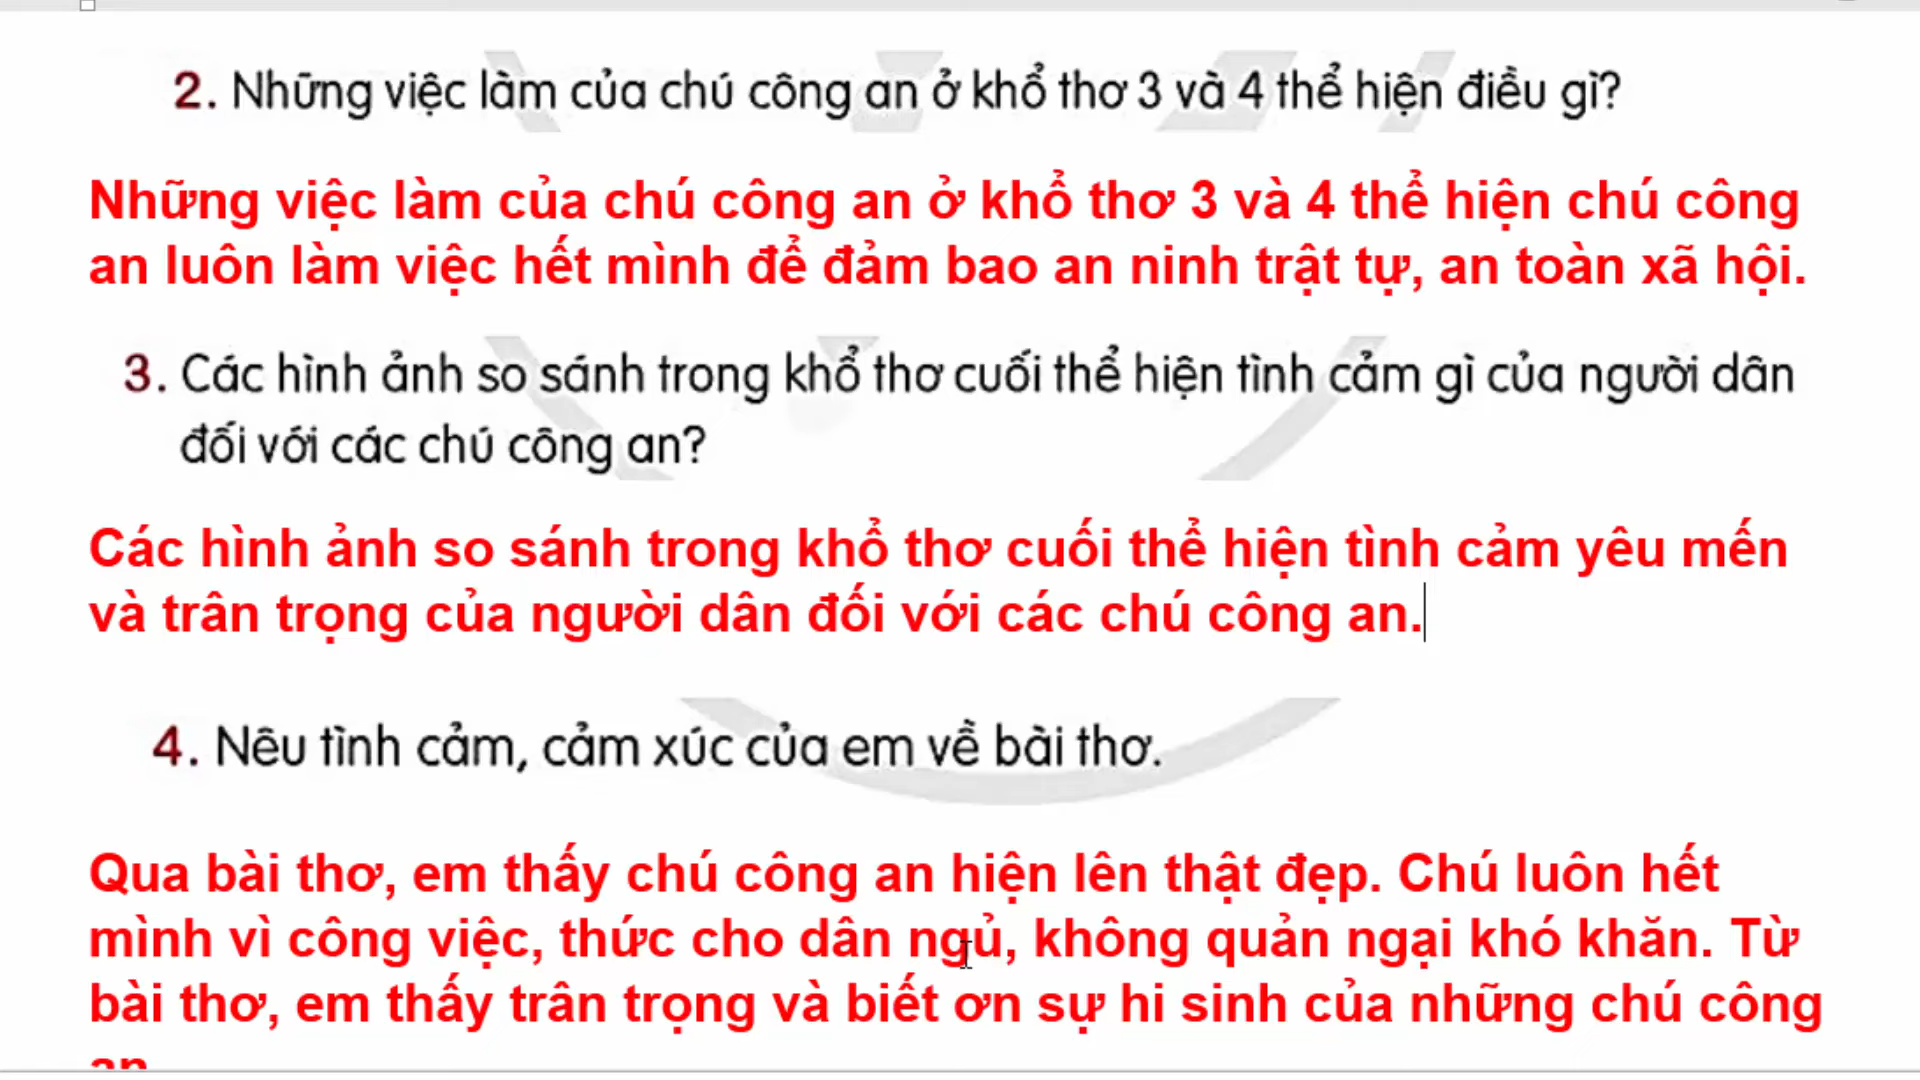 2. Những việc làm của chú công an ở khổ thơ 3 và 4 thể hiện điều gì?
Những việc làm của chú công an ở khổ thơ 3 và 4 thể hiện chú công
an luôn làm việc hết mình để đảm bao an ninh trật tự, an toàn xã hội.
3. Các hình ảnh so sánh trong khổ thơ cuối thể hiện tình cảm gì của người dân
đối với các chú công an?
Các hình ảnh so sánh trong khổ thơ cuối thể hiện tình cảm yêu mến
và trân trọng của người dân đối với các chú công an.
4. Nêu tình cảm, cảm xúc của em về bài thơ.
Qua bài thơ, em thấy chú công an hiện lên thật đẹp. Chú luôn hết
mình vì công việc, thức cho dân ngủ, không quản ngại khó khăn. Từ
bài thơ, em thấy trân trọng và biết ơn sự hi sinh của những chú công